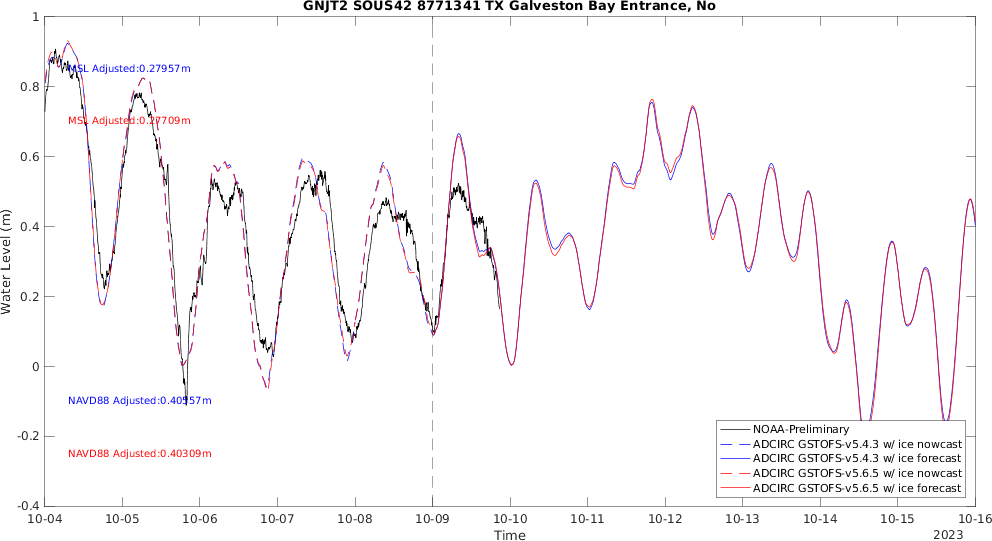 GNJT2 SOUS42 8771341 TX Galveston Bay Entrance, No
Water Level (m)
1
0.8
0.6
0.4
0.2
0
-0.2
-0.4
MSL Adjusted:0.27957m
MSL Adjusted:0.27709m
NAVD88 Adjusted:0.40557m
NAVD88 Adjusted:0.40309m
NOAA-Preliminary
ADCIRC GSTOFS-v5.4.3 w/ ice nowcast
ADCIRC GSTOFS-v5.4.3 w/ ice forecast
ADCIRC GSTOFS-v5.6.5 w/ ice nowcast
ADCIRC GSTOFS-v5.6.5 w/ ice forecast
10-04 10-05 10-06 10-07 10-08 10-09 10-10 10-11 10-12 10-13 10-14 10-15 10-16
Time
2023